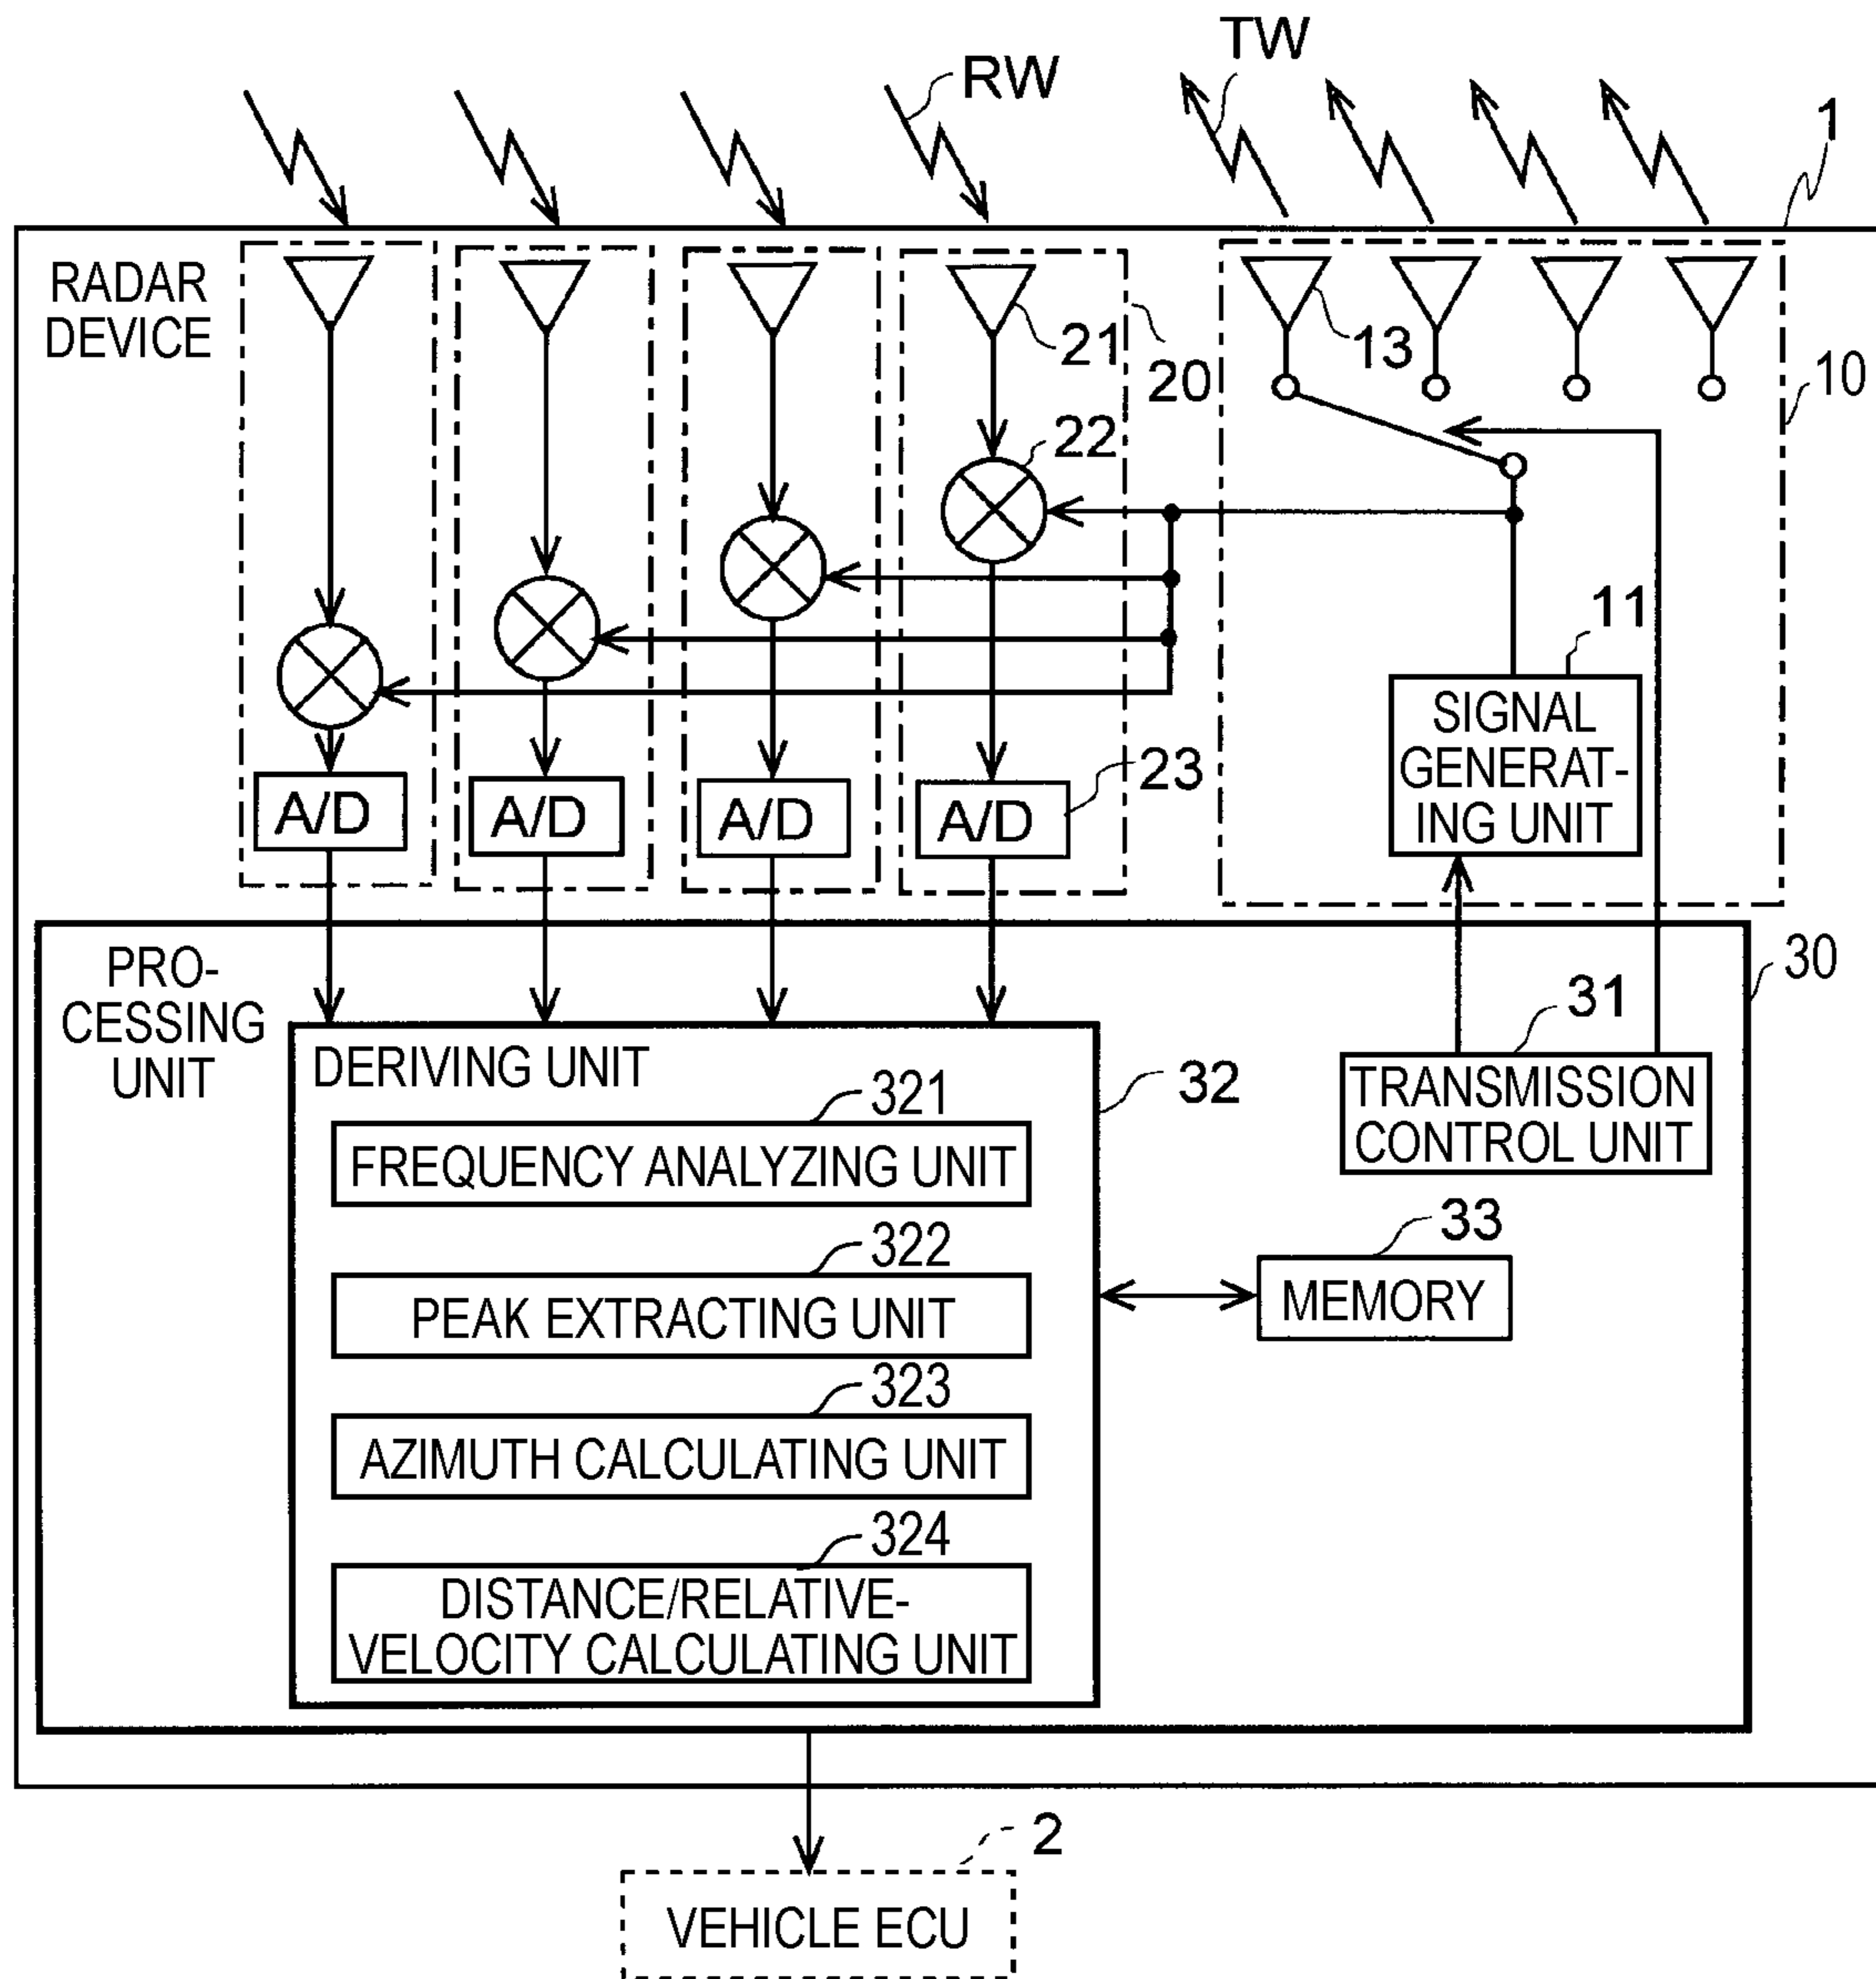 TW
RW
1
RADAR
DEVICE
21
20
13
10
22
11
SIGNAL
GENERAT-
ING UNIT
23
A/D
A/D
A/D
A/D
PRO-
CESSING
UNIT
30
31
TRANSMISSION
CONTROL UNIT
DERIVING UNIT
32
321
FREQUENCY ANALYZING UNIT
33
MEMORY
322
PEAK EXTRACTING UNIT
323
AZIMUTH CALCULATING UNIT
324
DISTANCE/RELATIVE-
VELOCITY CALCULATING UNIT
2
VEHICLE ECU